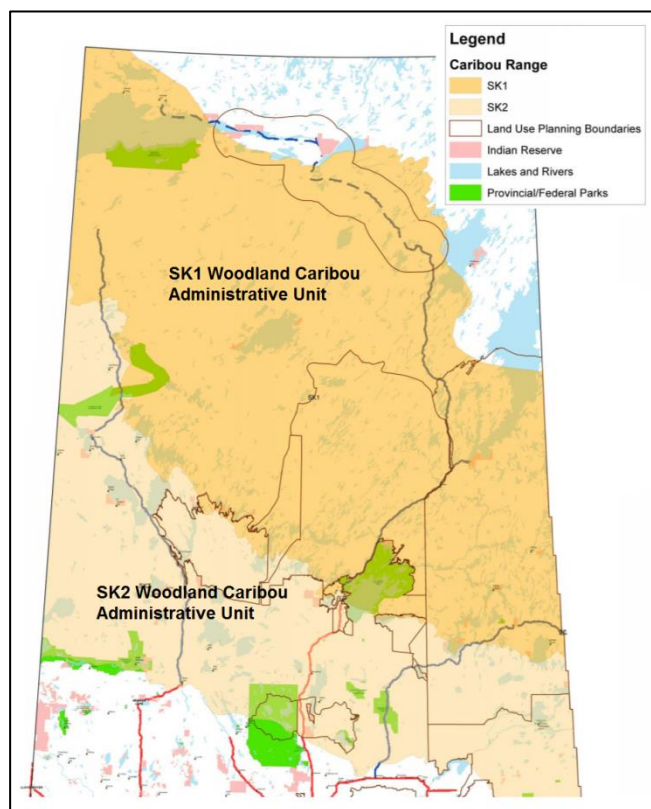 Legend
Caribou Range
SK1
SK2
Land Use Planning Boundaries
Indian Reserve
Lakes and Rivers
Provincial/Federal Parks
SK1 Woodland Caribou
Administrative Unit
SK1
SK2 Woodland Caribou
Administrative Unit